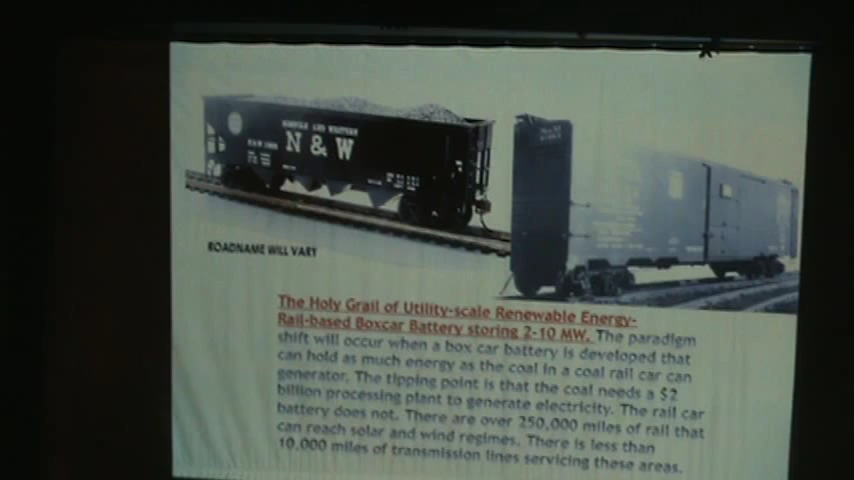 NORFOLK AND WESTERN
N & W
ROADNAME WILL VARY
The Holy Grail of Utility-scale Renewable Energy-
Rail-based Boxcar Battery storing 2-10 MW. The paradigm
shift will occur when a box car battery is developed that
can hold as much energy as the coal in a coal rail car can
generator. The tipping point is that the coal needs a $2
billion processing plant to generate electricity. The rail car
battery does not. There are over 250,000 miles of rail that
can reach solar and wind regimes. There is less than
10,000 miles of transmission lines servicing these areas.